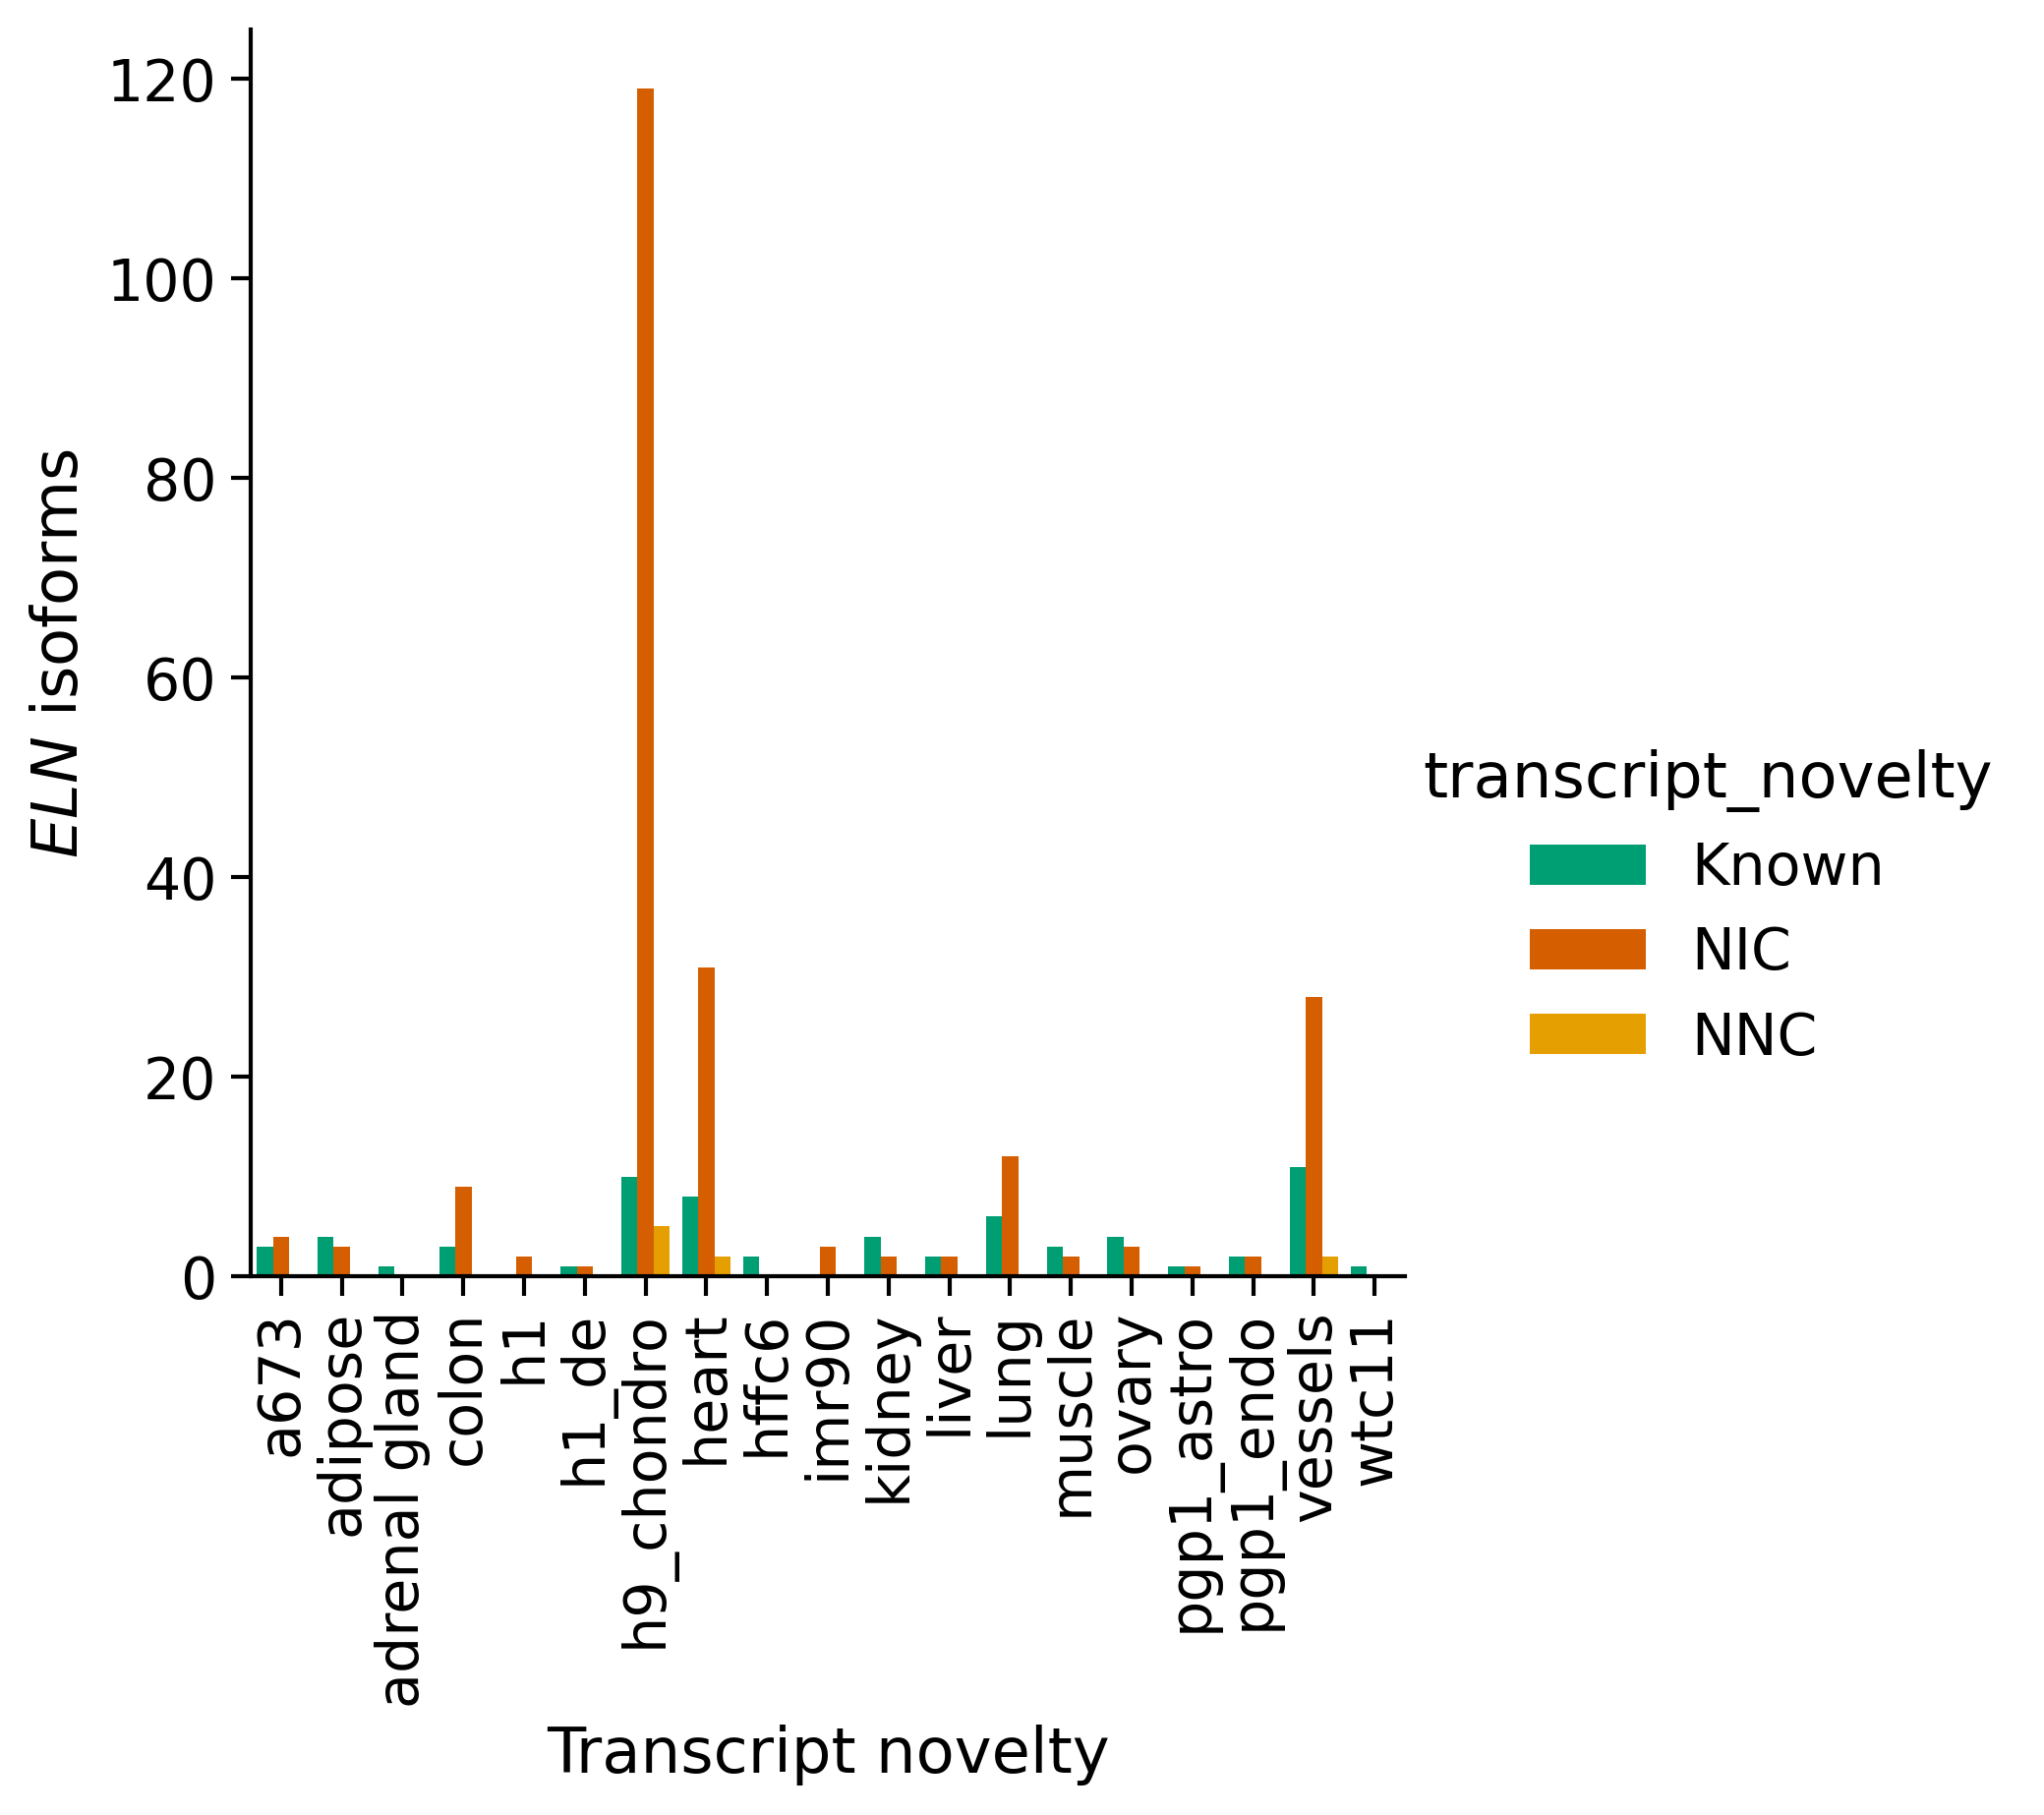 120
100
80
60
40
20
0
ELN isoforms
a673
adipose
adrenal gland
colon
h1
h1_de
h9_chondro
heart
hffc6
imr90
kidney
liver
lung
muscle
ovary
pgp1_astro
pgp1_endo
vessels
wtc11
Transcript novelty
transcript_novelty
Known
NIC
NNC